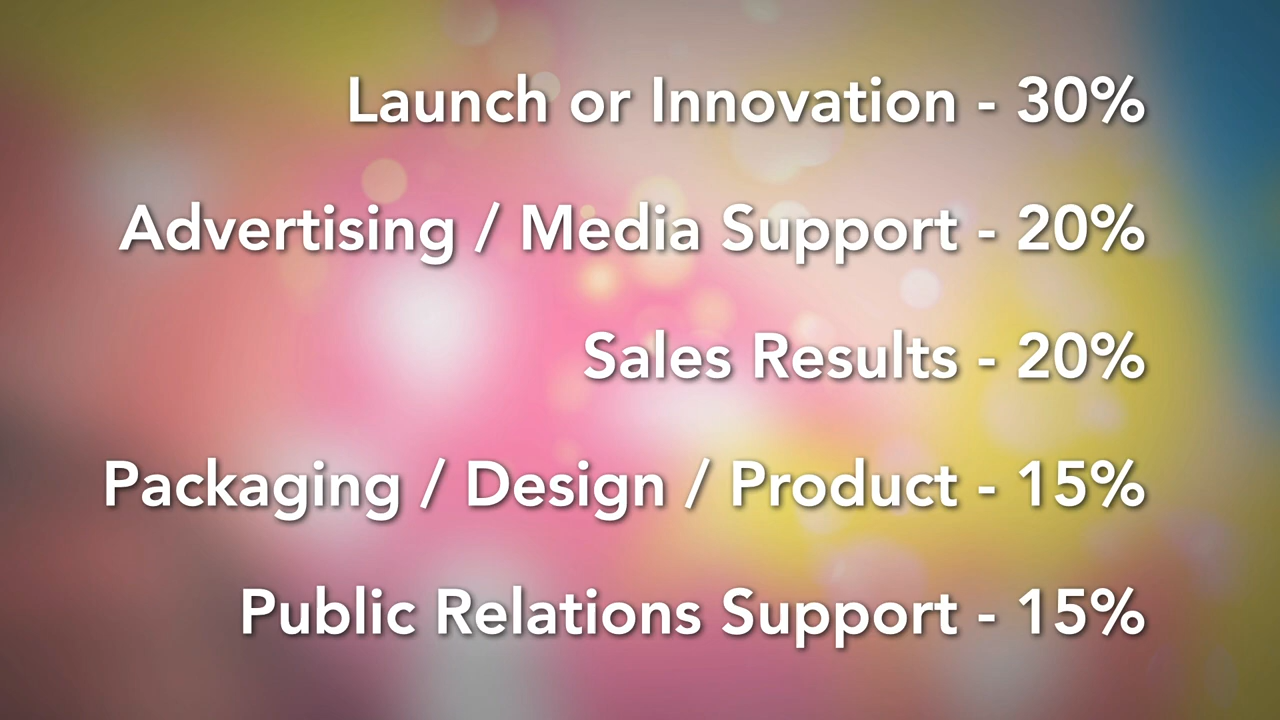 Launch or Innovation - 30%
Advertising / Media Support - 20%
Sales Results - 20%
Packaging / Design / Product - 15%
Public Relations Support - 15%